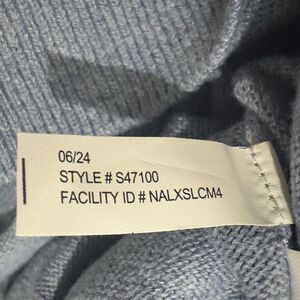 06/24
STYLE # S47100
FACILITY ID # NALXSLCM4